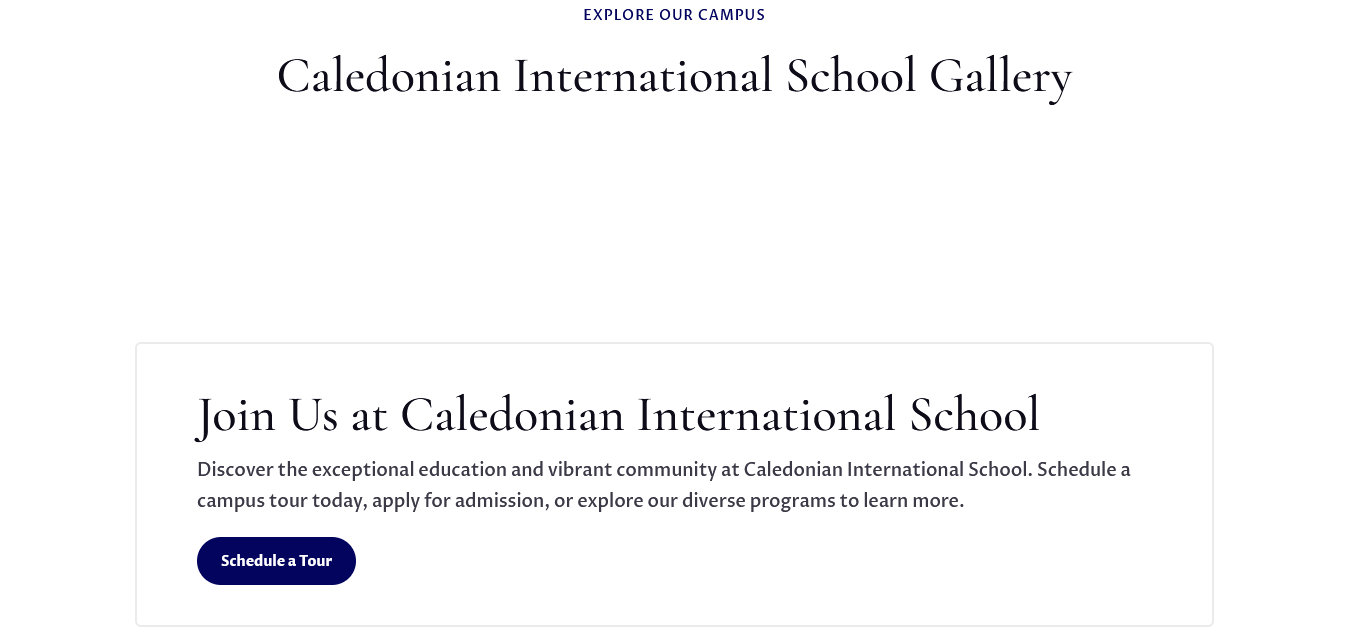 EXPLORE OUR CAMPUS
Caledonian International School Gallery
Join Us at Caledonian International School
Discover the exceptional education and vibrant community at Caledonian International School. Schedule a
campus tour today, apply for admission, or explore our diverse programs to learn more.
Schedule a Tour